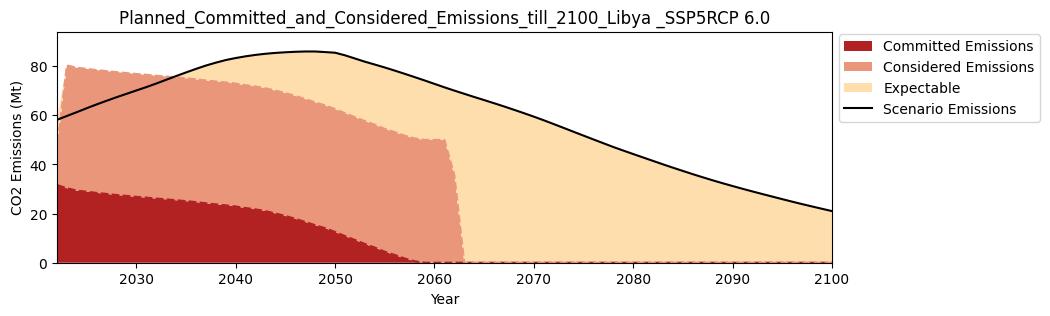 Planned_Committed_and_Considered_Emissions_till_2100_Libya _SSP5RCP 6.0
Committed Emissions
Considered Emissions
Expectable
Scenario Emissions
CO2 Emissions (Mt)
80
60
40
20
0
2030 2040 2050 2060 2070 2080 2090 2100
Year